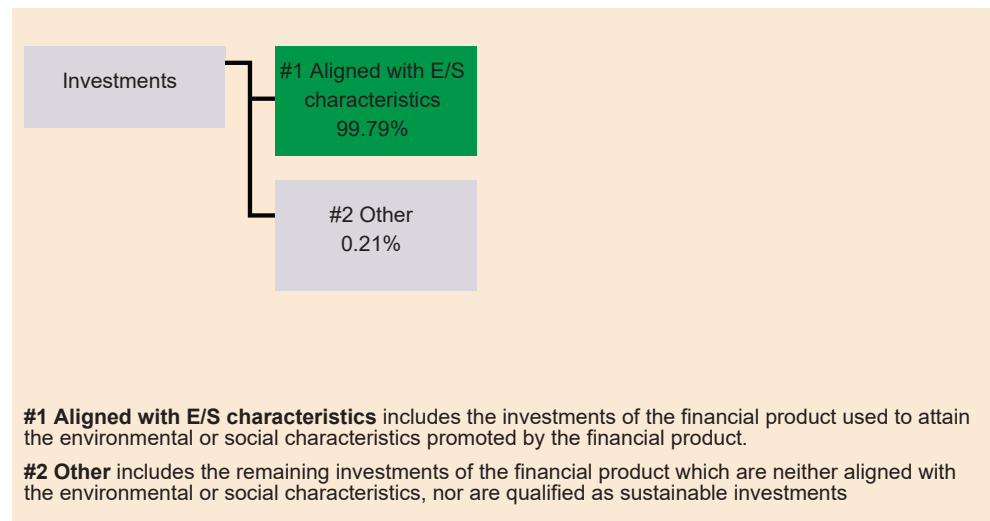 Investments
#1 Aligned with E/S
characteristics
99.79%
#2 Other
0.21%
#1 Aligned with E/S characteristics includes the investments of the financial product used to attain
the environmental or social characteristics promoted by the financial product.
#2 Other includes the remaining investments of the financial product which are neither aligned with
the environmental or social characteristics, nor are qualified as sustainable investments